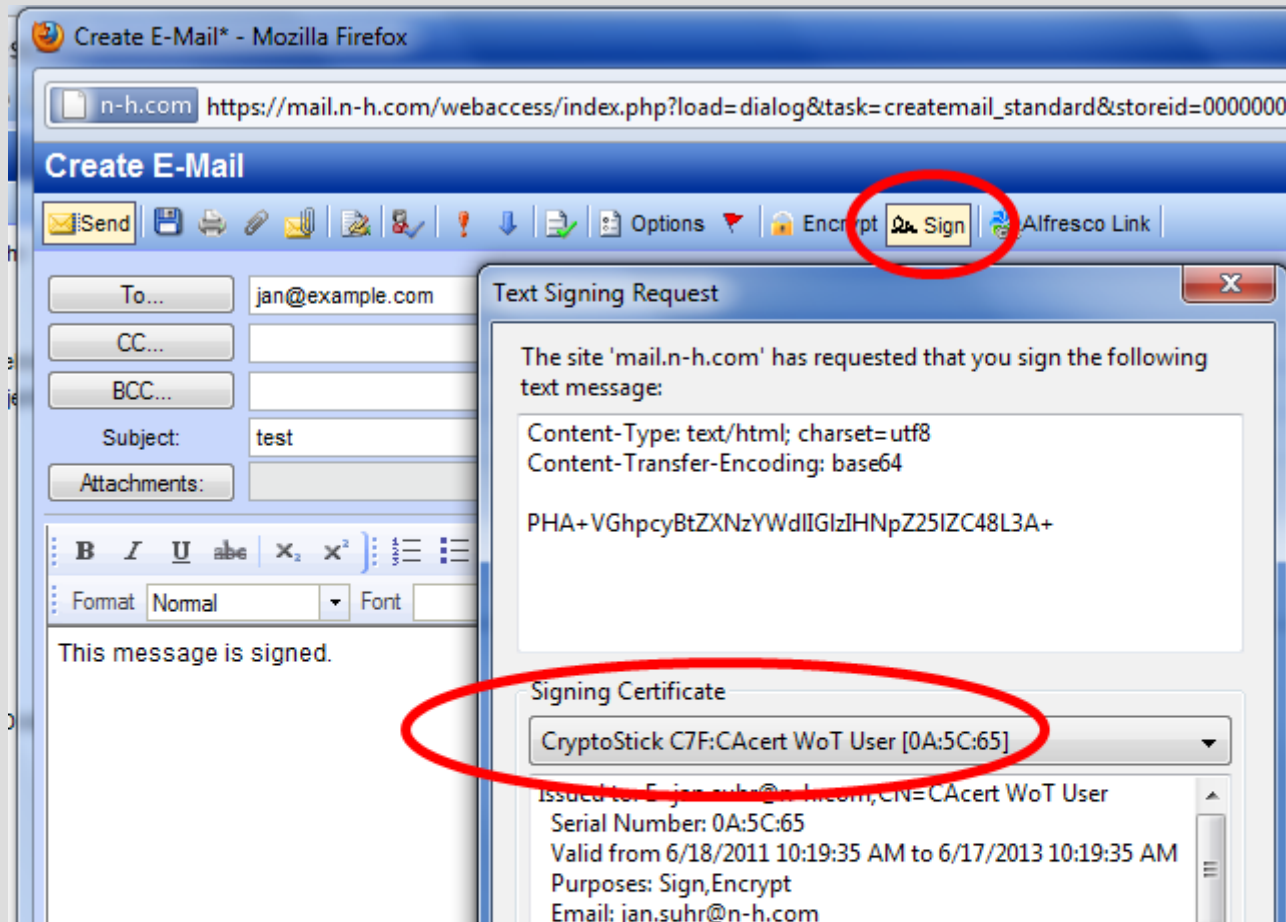 Create E-Mail* - Mozilla Firefox
n-h.com https://mail.n-h.com/webaccess/index.php?load=dialog&task=createmail_standard&storeid=0000000
Create E-Mail
Send Options Encrypt Sign Alfresco Link
To... jan@example.com
CC...
BCC...
Subject: test
Attachments:
B I U abc X₂ X²
Format Normal Font
This message is signed.
Text Signing Request
The site 'mail.n-h.com' has requested that you sign the following
text message:
Content-Type: text/html; charset=utf8
Content-Transfer-Encoding: base64
PHA+VGhpcyBtZXNzYWdlIGlzIHNpZ25lZC48L3A+
Signing Certificate
CryptoStick C7F:CAcert WoT User [0A:5C:65]
Issued to: E=jan.suhr@n-h.com,CN=CAcert WoT User
Serial Number: 0A:5C:65
Valid from 6/18/2011 10:19:35 AM to 6/17/2013 10:19:35 AM
Purposes: Sign,Encrypt
Email: jan.suhr@n-h.com